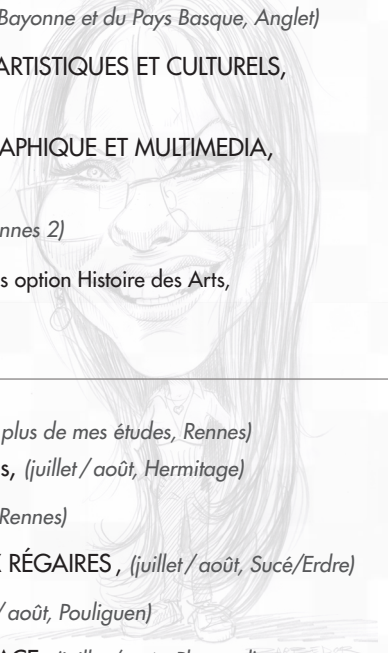 Bayonne et du Pays Basque, Anglet)
ARTISTIQUES ET CULTURELS,
APHIQUE ET MULTIMEDIA,
nnes 2)
s option Histoire des Arts,
plus de mes études, Rennes)
s, (juillet / août, Hermitage)
Rennes)
RÉGAIRES , (juillet / août, Sucé/Erdre)
/ août, Pouliguen)